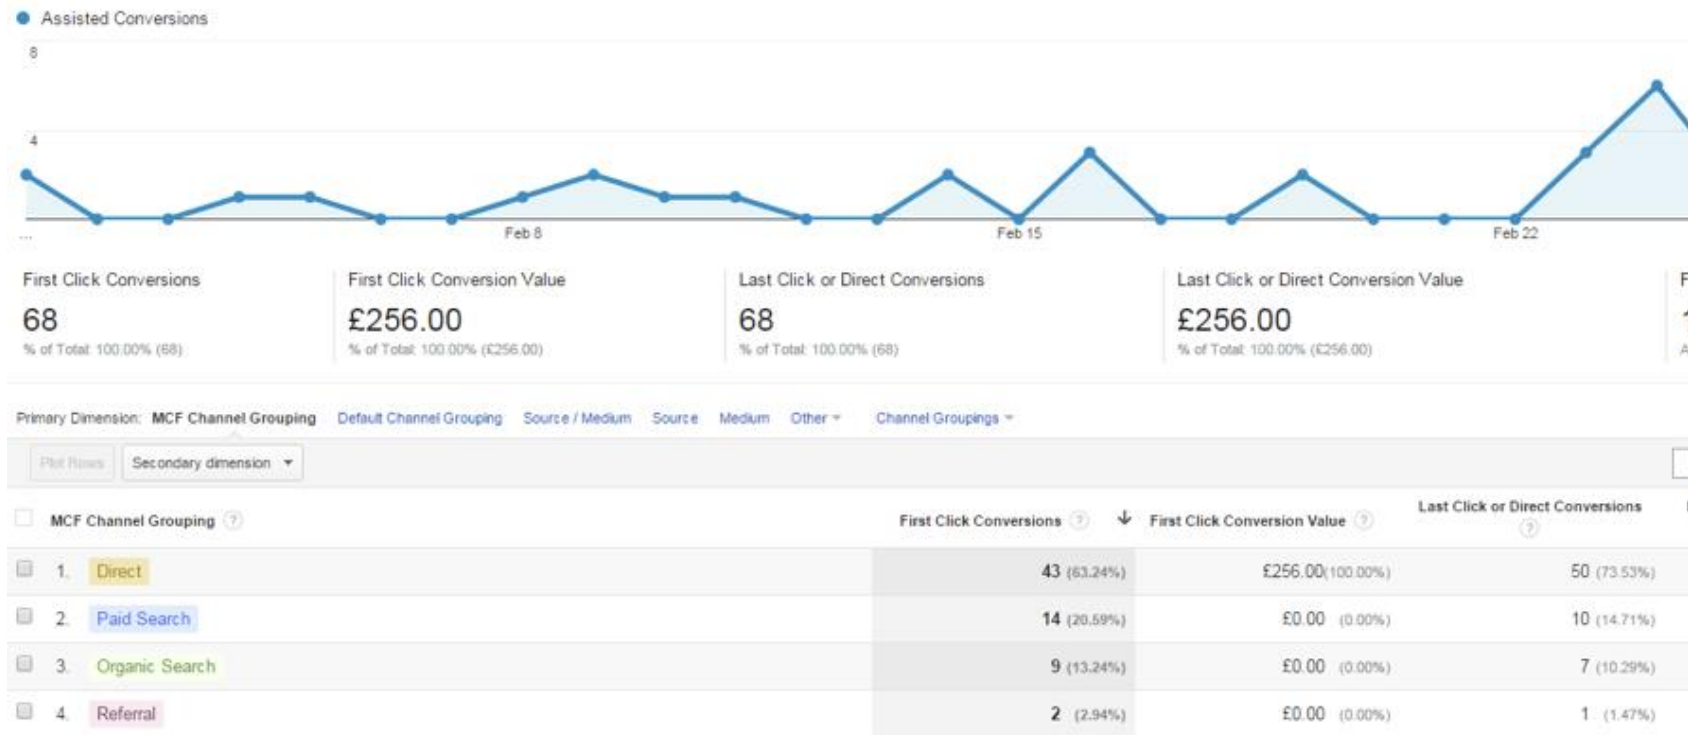 Assisted Conversions
8
4
... Feb 8 Feb 15 Feb 22
First Click Conversions First Click Conversion Value Last Click or Direct Conversions Last Click or Direct Conversion Value
68 £256.00 68 £256.00
% of Total: 100.00% (68) % of Total: 100.00% (£256.00) % of Total: 100.00% (68) % of Total: 100.00% (£256.00)
Primary Dimension: MCF Channel Grouping Default Channel Grouping Source / Medium Source Medium Other Channel Groupings
Plot Rows Secondary dimension
MCF Channel Grouping ? First Click Conversions ? First Click Conversion Value ? Last Click or Direct Conversions ?
1. Direct 43 (63.24%) £256.00(100.00%) 50 (73.53%)
2. Paid Search 14 (20.59%) £0.00 (0.00%) 10 (14.71%)
3. Organic Search 9 (13.24%) £0.00 (0.00%) 7 (10.29%)
4. Referral 2 (2.94%) £0.00 (0.00%) 1 (1.47%)